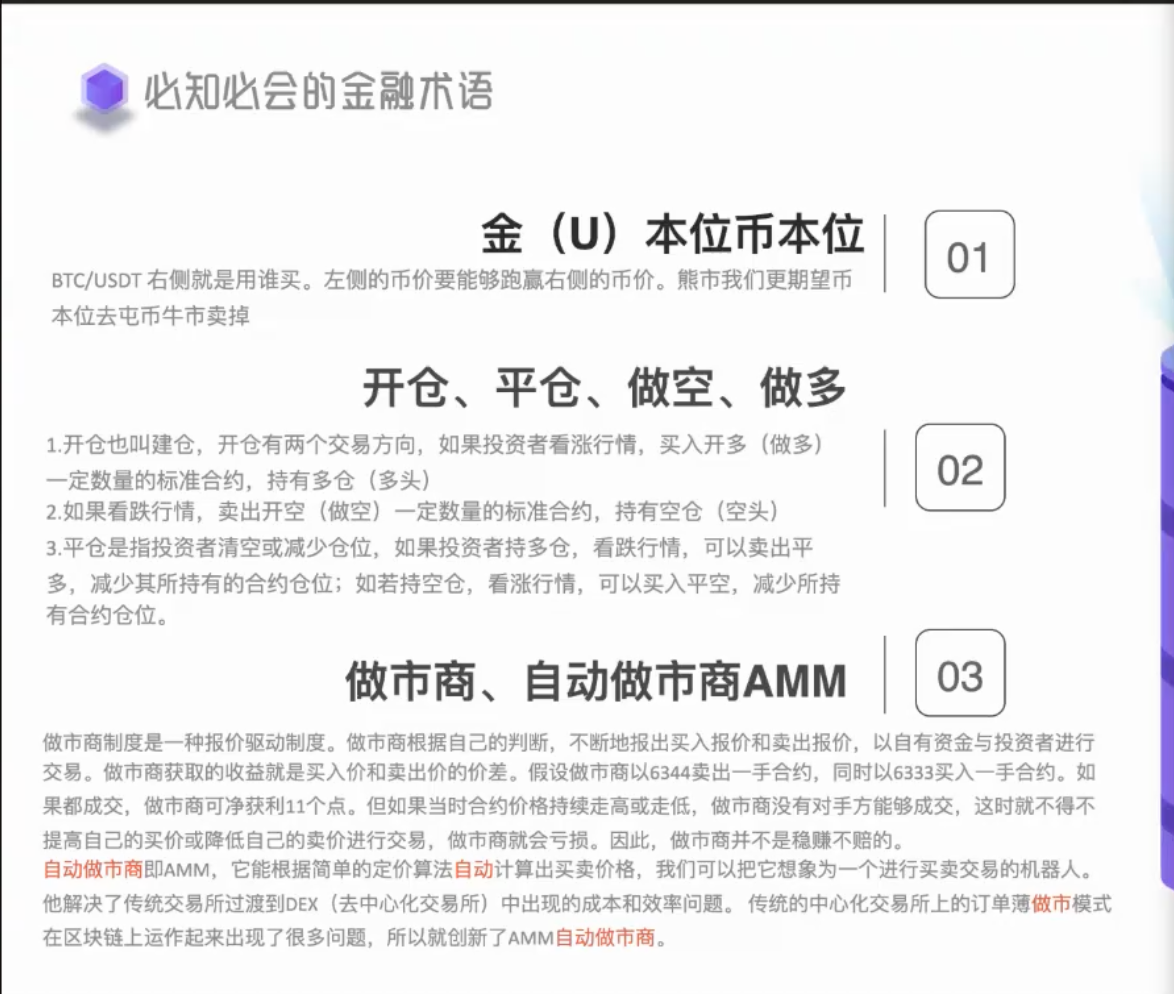 必知必会的金融术语
金（U）本位币本位
01
BTC/USDT 右侧就是用谁买。左侧的币价要能够跑赢右侧的币价。熊市我们更期望币
本位去屯币牛市卖掉
开仓、平仓、做空、做多
02
1.开仓也叫建仓，开仓有两个交易方向，如果投资者看涨行情，买入开多（做多）
一定数量的标准合约，持有多仓（多头）
2.如果看跌行情，卖出开空（做空）一定数量的标准合约，持有空仓（空头）
3.平仓是指投资者清空或减少仓位，如果投资者持多仓，看跌行情，可以卖出平
多，减少其所持有的合约仓位；如若持空仓，看涨行情，可以买入平空，减少所持
有合约仓位。
做市商、自动做市商AMM
03
做市商制度是一种报价驱动制度。做市商根据自己的判断，不断地报出买入报价和卖出报价，以自有资金与投资者进行
交易。做市商获取的收益就是买入价和卖出价的价差。假设做市商以6344卖出一手合约，同时以6333买入一手合约。如
果都成交，做市商可净获利11个点。但如果当时合约价格持续走高或走低，做市商没有对手方能够成交，这时就不得不
提高自己的买价或降低自己的卖价进行交易，做市商就会亏损。因此，做市商并不是稳赚不赔的。
自动做市商即AMM，它能根据简单的定价算法自动计算出买卖价格，我们可以把它想象为一个进行买卖交易的机器人。
他解决了传统交易所过渡到DEX（去中心化交易所）中出现的成本和效率问题。 传统的中心化交易所上的订单薄做市模式
在区块链上运作起来出现了很多问题，所以就创新了AMM自动做市商。